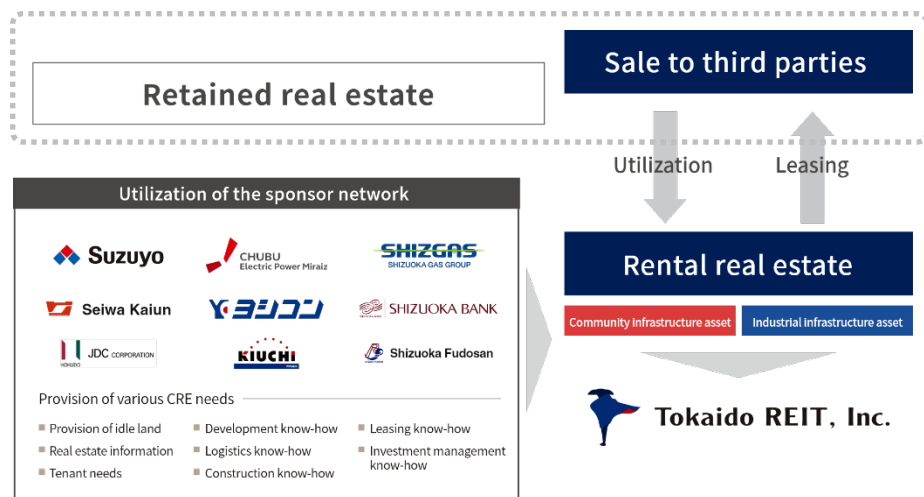 Retained real estate
Sale to third parties
Utilization
Leasing
Utilization of the sponsor network
Suzuyo
CHUBU
Electric Power Miraiz
SHIZGAS
SHIZUOKA GAS GROUP
Seiwa Kaiun
ヨシコン
SHIZUOKA BANK
HOKUDO
JDC CORPORATION
KIUCHI
Shizuoka Fudosan
Provision of various CRE needs
Provision of idle land
Real estate information
Tenant needs
Development know-how
Logistics know-how
Construction know-how
Leasing know-how
Investment management
know-how
Rental real estate
Community infrastructure asset
Industrial infrastructure asset
Tokaido REIT, Inc.